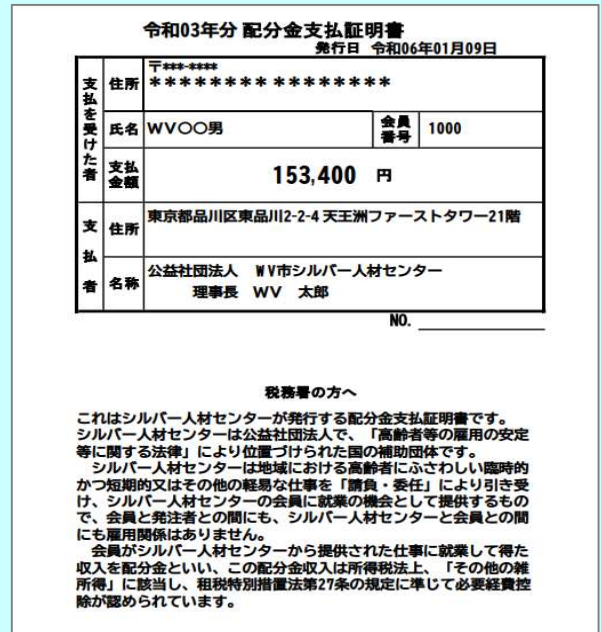 令和03年分 配分金支払証明書
発行日 令和06年01月09日
支払を受けた者
住所
〒***-****
******** ********
氏名
WV〇〇男
会員番号
1000
支払金額
153,400 円
支払者
住所
東京都品川区東品川2-2-4 天王洲ファーストタワー21階
名称
公益社団法人 WV市シルバー人材センター
理事長 WV 太郎
NO.
税務署の方へ
これはシルバー人材センターが発行する配分金支払証明書です。
シルバー人材センターは公益社団法人で、「高齢者等の雇用の安定
等に関する法律」により位置づけられた国の補助団体です。
シルバー人材センターは地域における高齢者にふさわしい臨時的
かつ短期的又はその他の軽易な仕事を「請負・委任」により引き受
け、シルバー人材センターの会員に就業の機会として提供するもの
で、会員と発注者との間にも、シルバー人材センターと会員との間
にも雇用関係はありません。
会員がシルバー人材センターから提供された仕事に就業して得た
収入を配分金といい、この配分金収入は所得税法上、「その他の雑
所得」に該当し、租税特別措置法第27条の規定に準じて必要経費控
除が認められています。